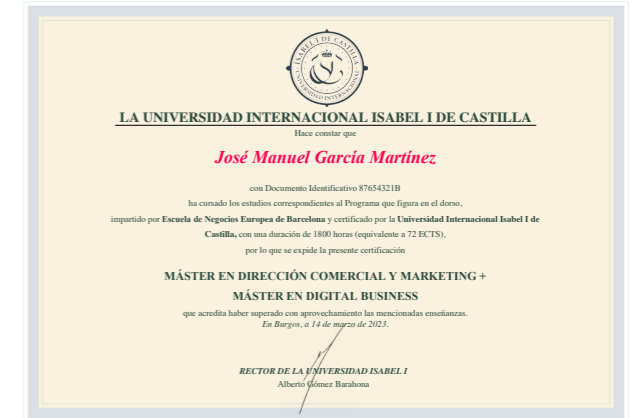 ISABEL I DE CASTILLA
UNIVERSIDAD INTERNACIONAL
LA UNIVERSIDAD INTERNACIONAL ISABEL I DE CASTILLA
Hace constar que
José Manuel García Martínez
con Documento Identificativo 87654321B
ha cursado los estudios correspondientes al Programa que figura en el dorso,
impartido por Escuela de Negocios Europea de Barcelona y certificado por la Universidad Internacional Isabel I de
Castilla, con una duración de 1800 horas (equivalente a 72 ECTS),
por lo que se expide la presente certificación
MÁSTER EN DIRECCIÓN COMERCIAL Y MARKETING +
MÁSTER EN DIGITAL BUSINESS
que acredita haber superado con aprovechamiento las mencionadas enseñanzas.
En Burgos, a 14 de marzo de 2023.
RECTOR DE LA UNIVERSIDAD ISABEL I
Alberto Gómez Barahona